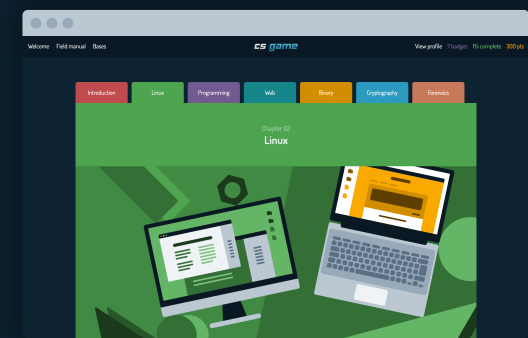 Welcome Field manual Bases
cs game
View profile 7 badges 1% complete 300 pts
Introduction Linux Programming Web Binary Cryptography Forensics
Chapter 02
Linux